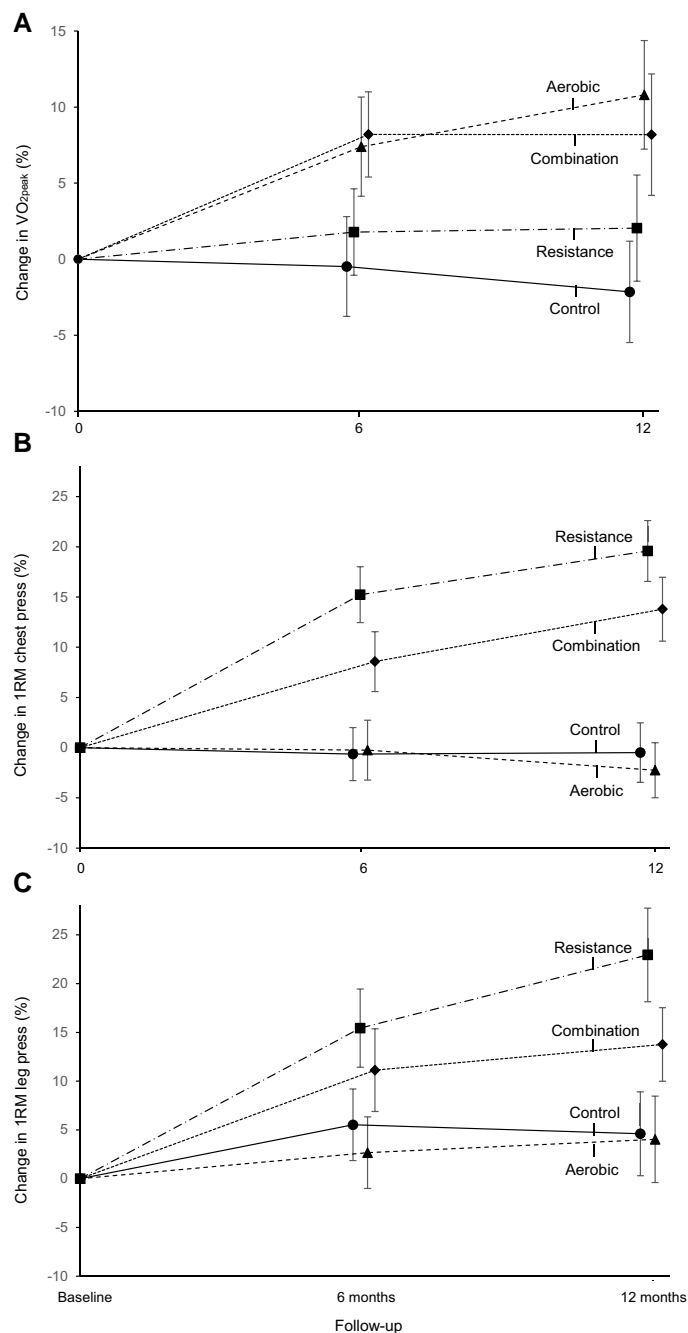 A
15
10
5
0
-5
-10
Change in VO2peak (%)
Aerobic
Combination
Resistance
Control
0
6
12
B
25
20
15
10
5
0
-5
-10
Change in 1RM chest press (%)
Resistance
Combination
Control
Aerobic
0
6
12
C
25
20
15
10
5
0
-5
-10
Change in 1RM leg press (%)
Resistance
Combination
Control
Aerobic
Baseline
6 months
12 months
Follow-up